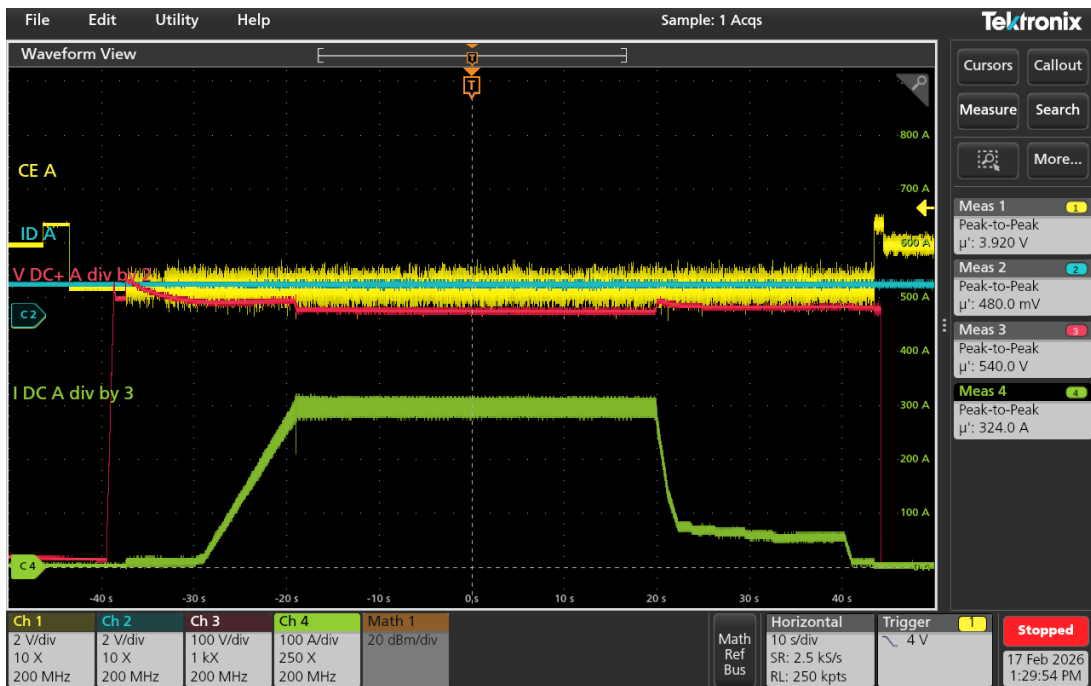 File Edit Utility Help Sample: 1 Acqs Tektronix
Waveform View
T
T
Cursors Callout
Measure Search
More...
800 A
CE A
700 A
ID A
600 A
V DC+ A div by 2
500 A
C 2
400 A
I DC A div by 3
300 A
200 A
100 A
C 4
0 A
-40 s -30 s -20 s -10 s 0 s 10 s 20 s 30 s 40 s
Meas 1 1
Peak-to-Peak
µ': 3.920 V
Meas 2 2
Peak-to-Peak
µ': 480.0 mV
Meas 3 3
Peak-to-Peak
µ': 540.0 V
Meas 4 4
Peak-to-Peak
µ': 324.0 A
Ch 1
2 V/div
10 X
200 MHz
Ch 2
2 V/div
10 X
200 MHz
Ch 3
100 V/div
1 kX
200 MHz
Ch 4
100 A/div
250 X
200 MHz
Math 1
20 dBm/div
Math
Ref
Bus
Horizontal
10 s/div
SR: 2.5 kS/s
RL: 250 kpts
Trigger 1
4 V
Stopped
17 Feb 2026
1:29:54 PM